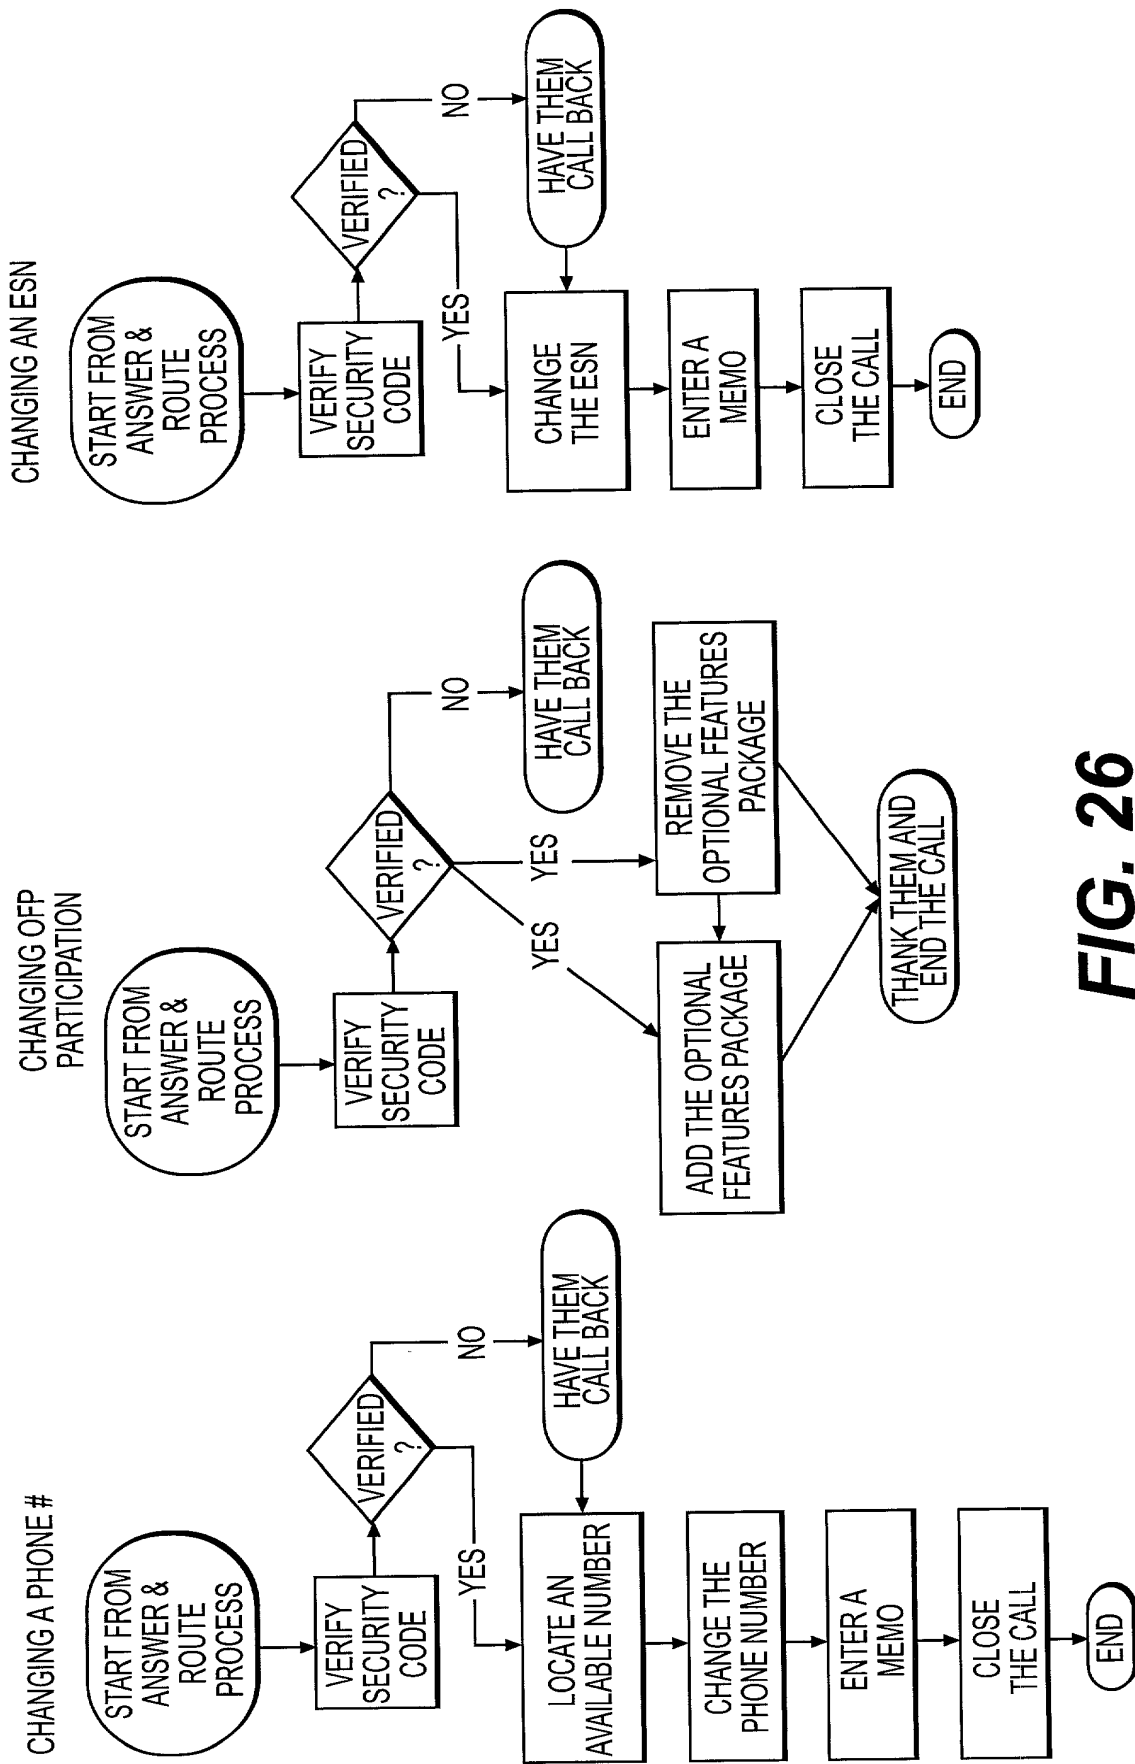 CHANGING A PHONE #
START FROM
ANSWER &
ROUTE
PROCESS
VERIFY
SECURITY
CODE
VERIFIED
?
NO
YES
HAVE THEM
CALL BACK
LOCATE AN
AVAILABLE NUMBER
CHANGE THE
PHONE NUMBER
ENTER A
MEMO
CLOSE
THE CALL
END
CHANGING OFP
PARTICIPATION
START FROM
ANSWER &
ROUTE
PROCESS
VERIFY
SECURITY
CODE
VERIFIED
?
NO
YES
YES
HAVE THEM
CALL BACK
ADD THE OPTIONAL
FEATURES PACKAGE
REMOVE THE
OPTIONAL FEATURES
PACKAGE
THANK THEM AND
END THE CALL
CHANGING AN ESN
START FROM
ANSWER &
ROUTE
PROCESS
VERIFY
SECURITY
CODE
VERIFIED
?
NO
YES
HAVE THEM
CALL BACK
CHANGE
THE ESN
ENTER A
MEMO
CLOSE
THE CALL
END
FIG. 26